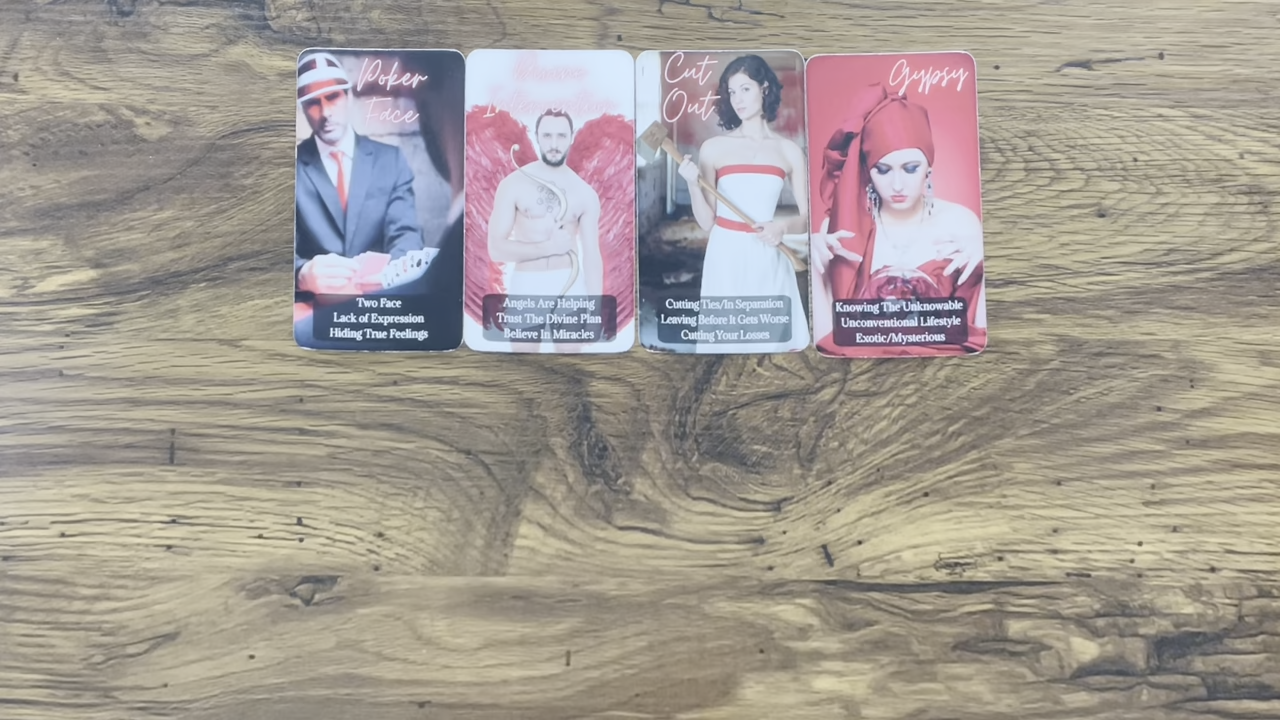 Poker
Face
Two Face
Lack of Expression
Hiding True Feelings
Divine
Intervention
Angels Are Helping
Trust The Divine Plan
Believe In Miracles
Cut
Out
Cutting Ties/In Separation
Leaving Before It Gets Worse
Cutting Your Losses
Gypsy
Knowing The Unknowable
Unconventional Lifestyle
Exotic/Mysterious